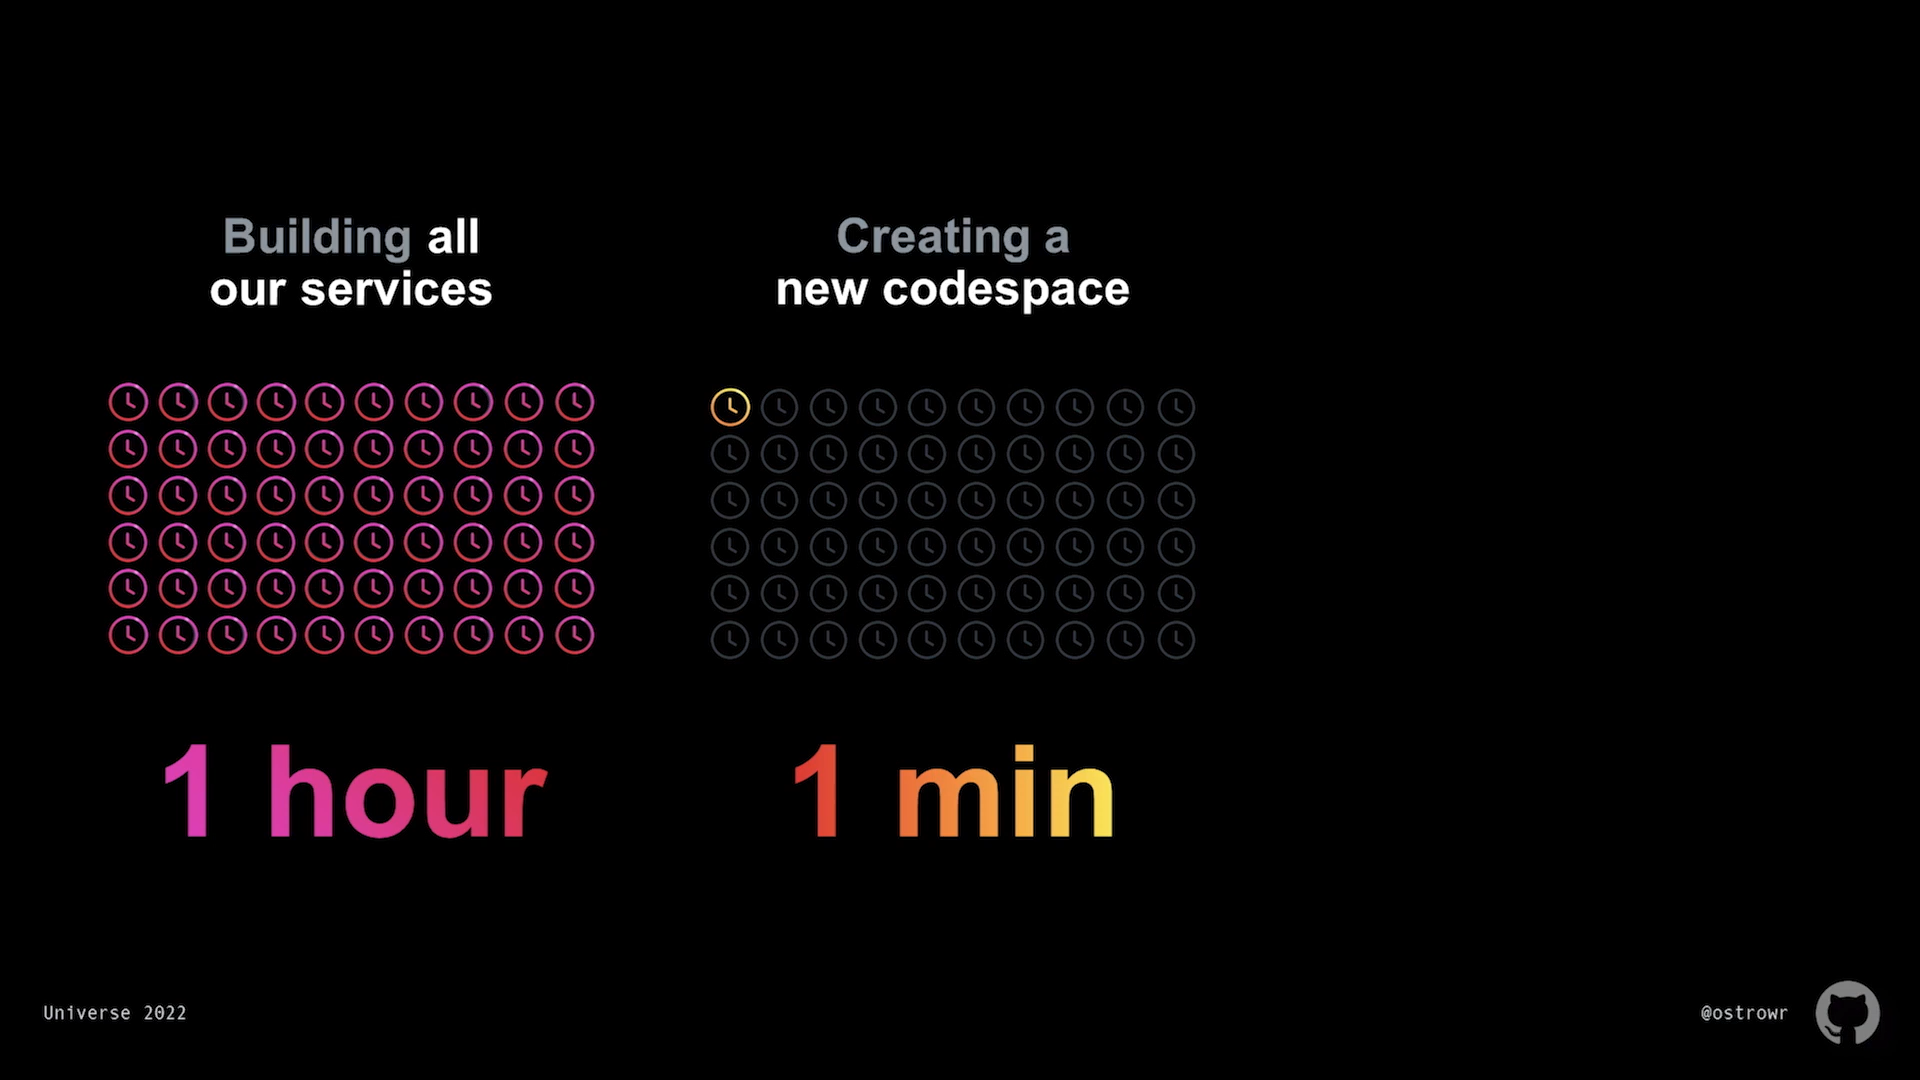 Building all
our services
Creating a
new codespace
1 hour
1 min
Universe 2022
@ostrowr